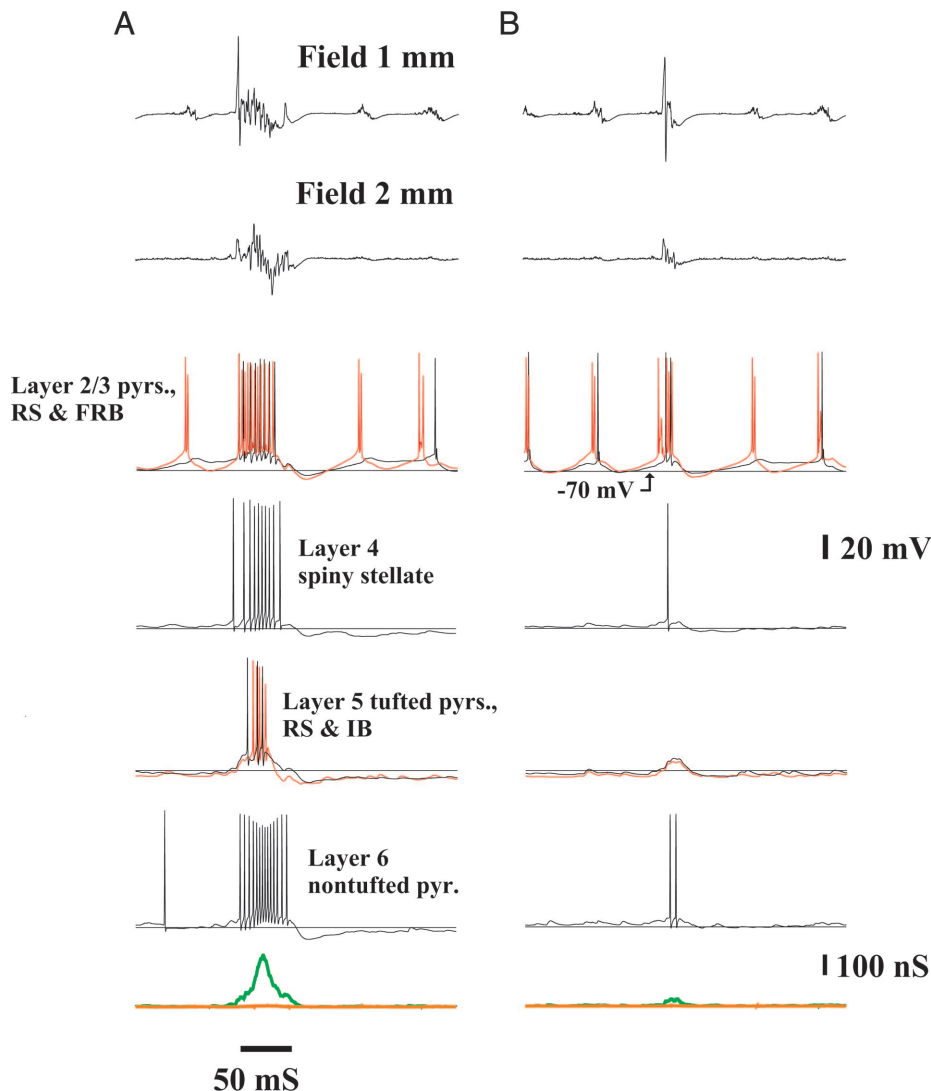 A
B
Field 1 mm
Field 2 mm
Layer 2/3 pyrs.,
RS & FRB
-70 mV
20 mV
Layer 4
spiny stellate
Layer 5 tufted pyrs.,
RS & IB
Layer 6
nontufted pyr.
100 nS
50 mS